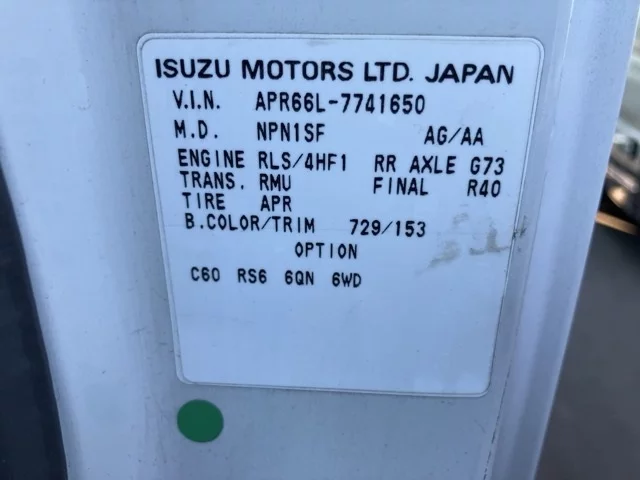 ISUZU MOTORS LTD. JAPAN
V.I.N. APR66L-7741650
M.D. NPN1SF AG/AA
ENGINE RLS/4HF1 RR AXLE G73
TRANS. RMU FINAL R40
TIRE APR
B.COLOR/TRIM 729/153
OPTION
C60 RS6 6QN 6WD